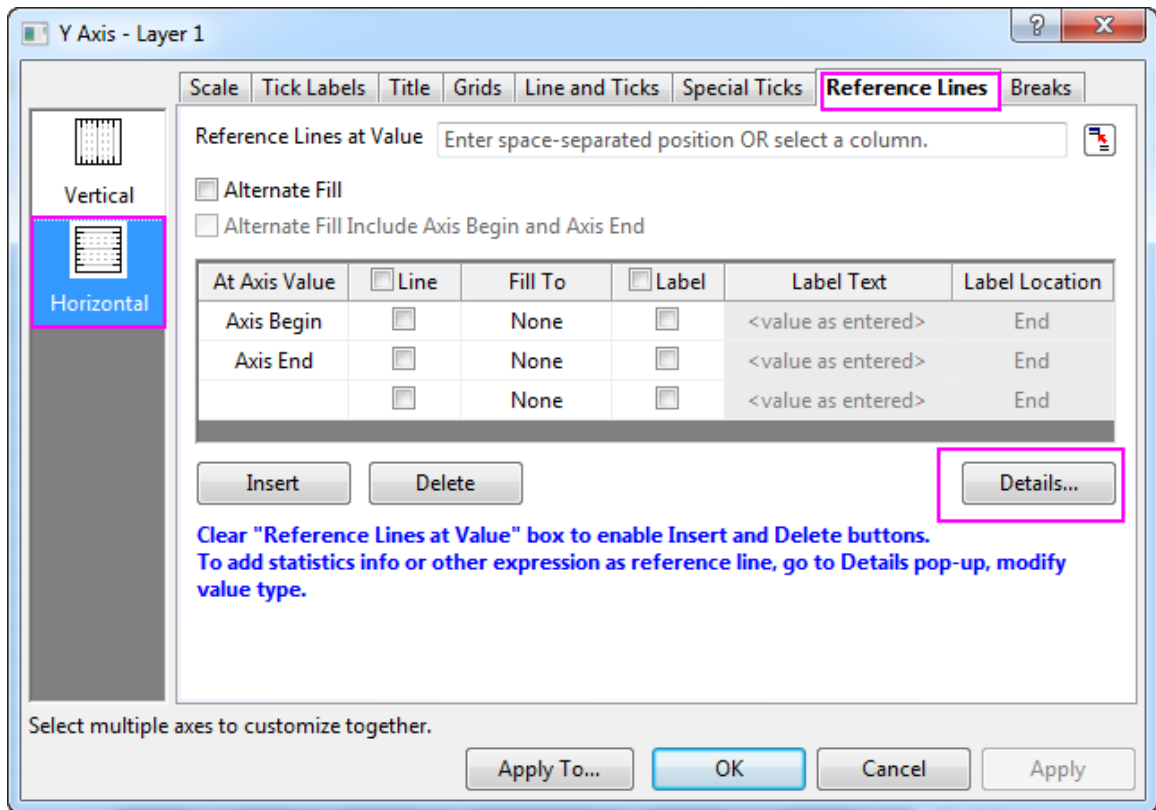 Y Axis - Layer 1
Scale Tick Labels Title Grids Line and Ticks Special Ticks Reference Lines Breaks
Vertical
Horizontal
Reference Lines at Value Enter space-separated position OR select a column.
Alternate Fill
Alternate Fill Include Axis Begin and Axis End
At Axis Value Line Fill To Label Label Text Label Location
Axis Begin None <value as entered> End
Axis End None <value as entered> End
None <value as entered> End
Insert Delete Details...
Clear "Reference Lines at Value" box to enable Insert and Delete buttons.
To add statistics info or other expression as reference line, go to Details pop-up, modify
value type.
Select multiple axes to customize together.
Apply To... OK Cancel Apply